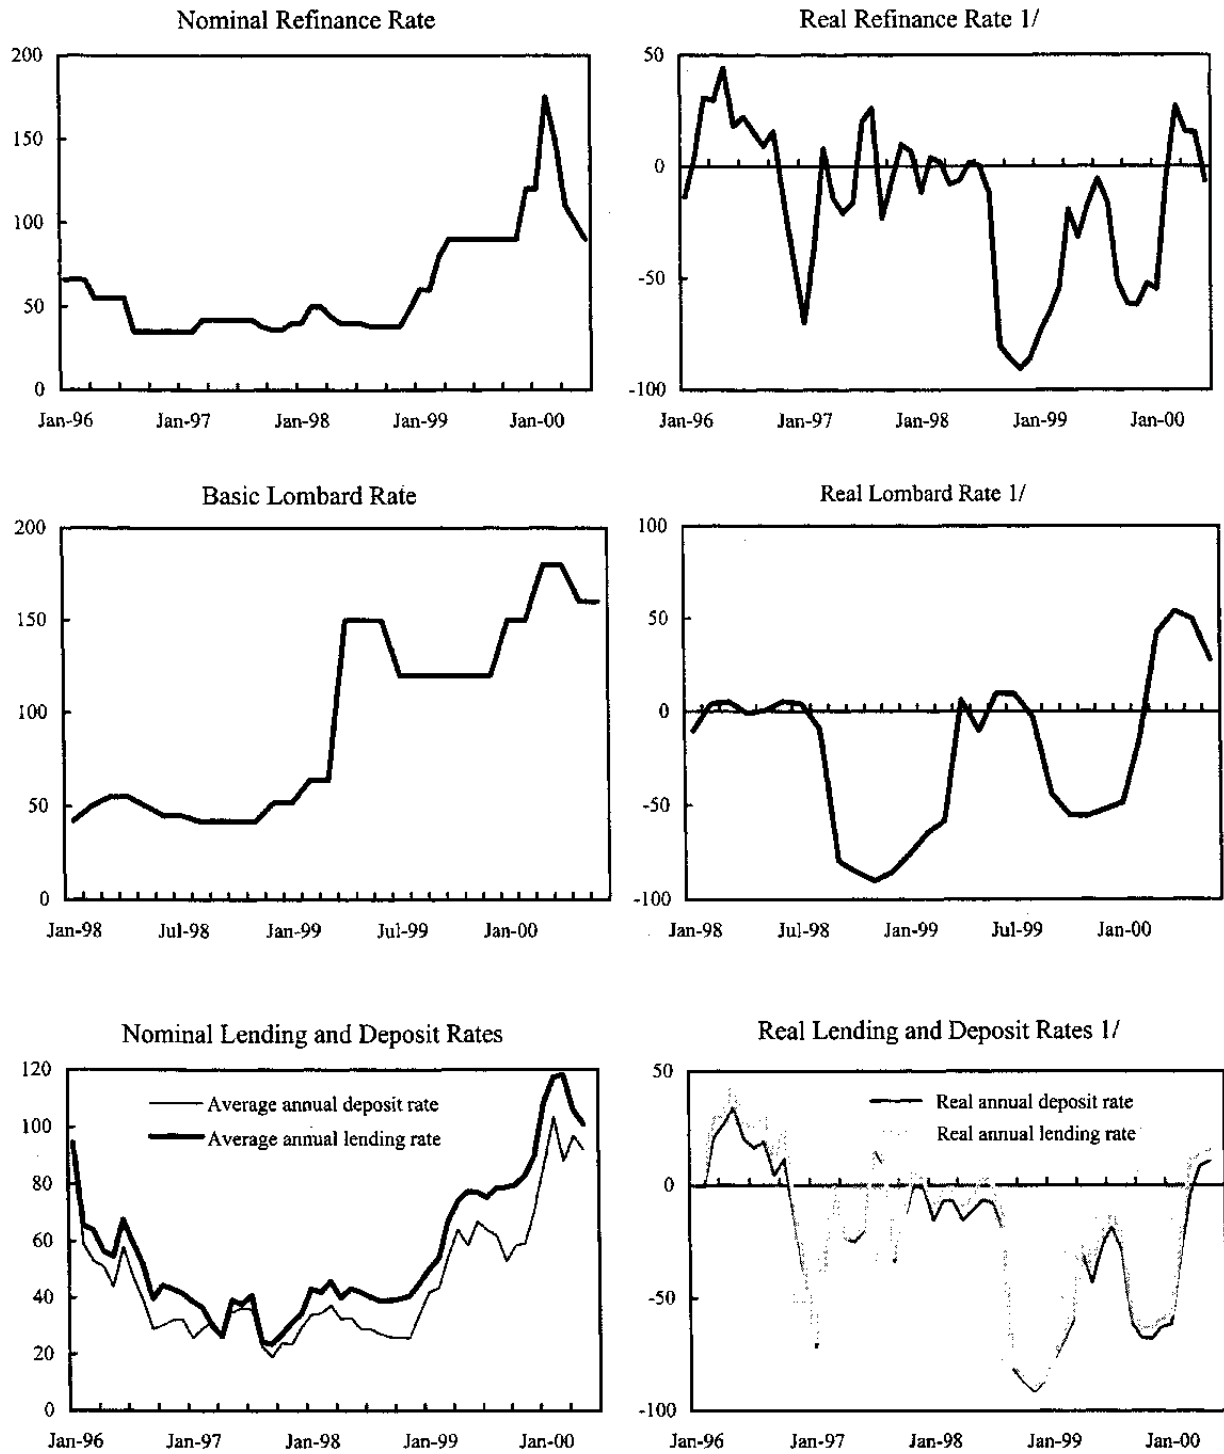 Nominal Refinance Rate
200
150
100
50
0
Jan-96 Jan-97 Jan-98 Jan-99 Jan-00
Real Refinance Rate 1/
50
0
-50
-100
Jan-96 Jan-97 Jan-98 Jan-99 Jan-00
Basic Lombard Rate
200
150
100
50
0
Jan-98 Jul-98 Jan-99 Jul-99 Jan-00
Real Lombard Rate 1/
100
50
0
-50
-100
Jan-98 Jul-98 Jan-99 Jul-99 Jan-00
Nominal Lending and Deposit Rates
120
100
80
60
40
20
0
Average annual deposit rate
Average annual lending rate
Jan-96 Jan-97 Jan-98 Jan-99 Jan-00
Real Lending and Deposit Rates 1/
50
0
-50
-100
Real annual deposit rate
Real annual lending rate
Jan-96 Jan-97 Jan-98 Jan-99 Jan-00